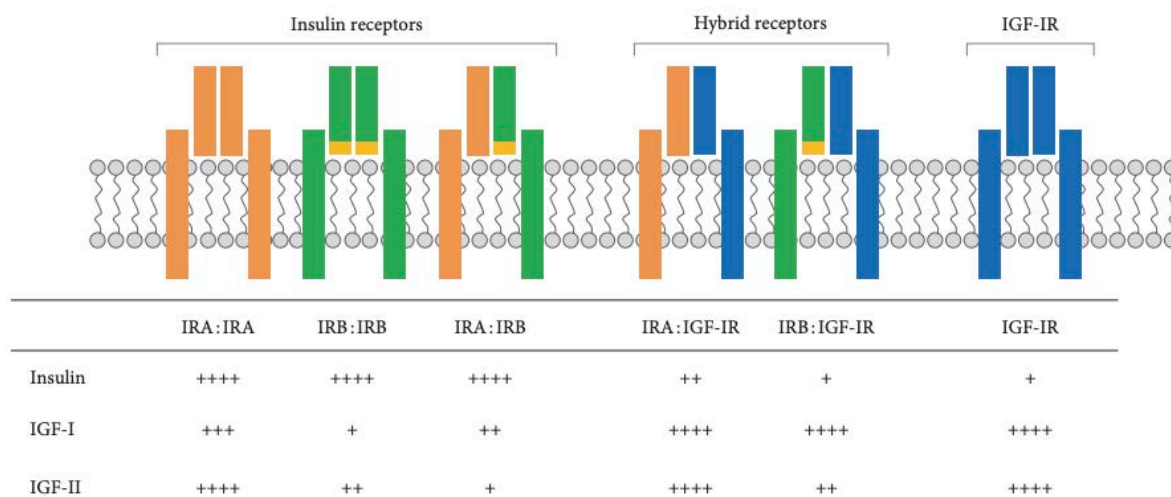 Insulin receptors Hybrid receptors IGF-IR
IRA:IRA IRB:IRB IRA:IRB IRA:IGF-IR IRB:IGF-IR IGF-IR
Insulin ++++ ++++ ++++ ++ + +
IGF-I +++ + ++ ++++ ++++ ++++
IGF-II ++++ ++ + ++++ ++ ++++